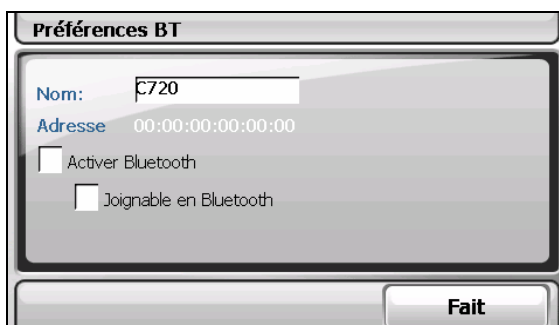 Préférences BT
Nom: C720
Adresse 00:00:00:00:00:00
Activer Bluetooth
Joignable en Bluetooth
Fait